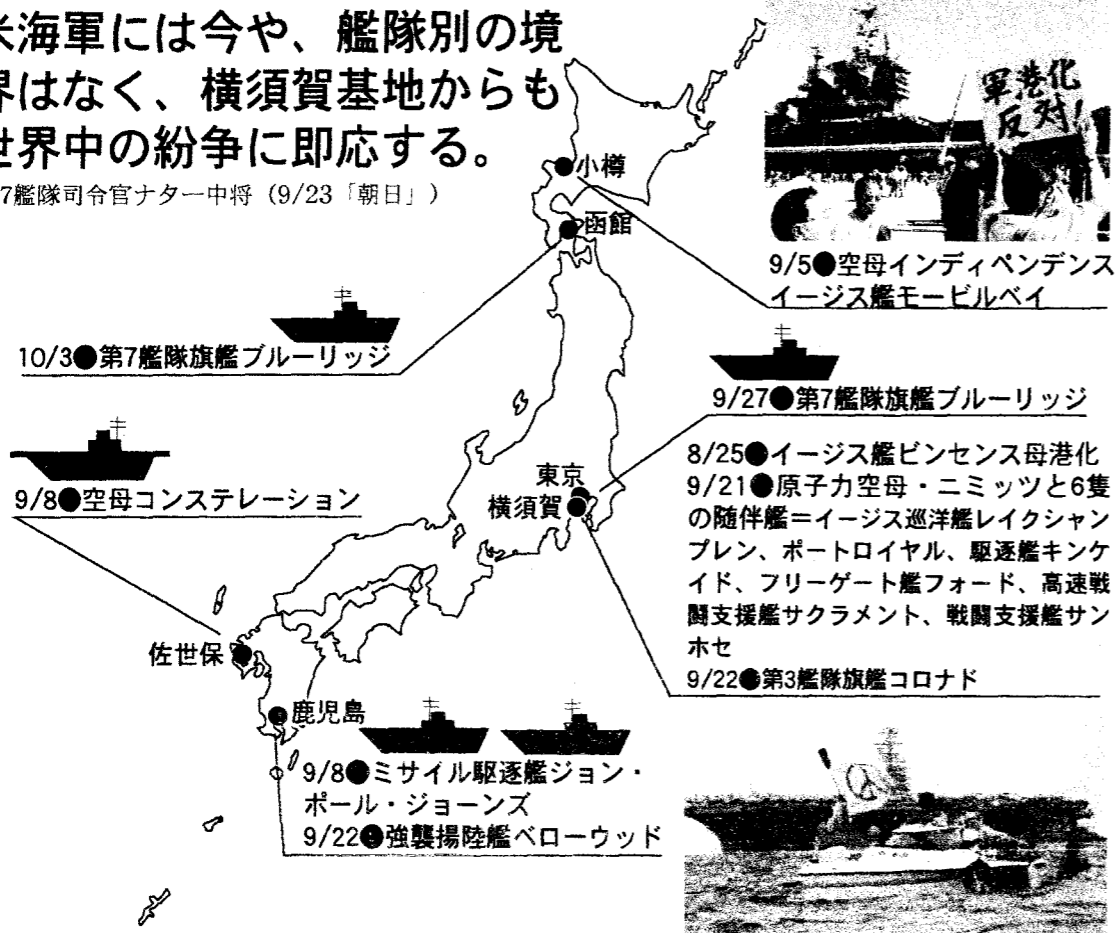 米海軍には今や、艦隊別の境
界はなく、横須賀基地からも
世界中の紛争に即応する。
7艦隊司令官ナター中将(9/23「朝日」)
軍港化
反対!
小樽
函館
9/5●空母インディペンデンス
イージス艦モービルベイ
10/3●第7艦隊旗艦ブルーリッジ
9/27●第7艦隊旗艦ブルーリッジ
9/8●空母コンステレーション
東京
横須賀
8/25●イージス艦ビンセンス母港化
9/21●原子力空母・ニミッツと6隻
の随伴艦=イージス巡洋艦レイクシャン
プレン、ポートロイヤル、駆逐艦キンケ
イド、フリーゲート艦フォード、高速戦
闘支援艦サクラメント、戦闘支援艦サン
ホセ
9/22●第3艦隊旗艦コロナド
佐世保
鹿児島
9/8●ミサイル駆逐艦ジョン・
ポール・ジョーンズ
9/22●強襲揚陸艦ベローウッド